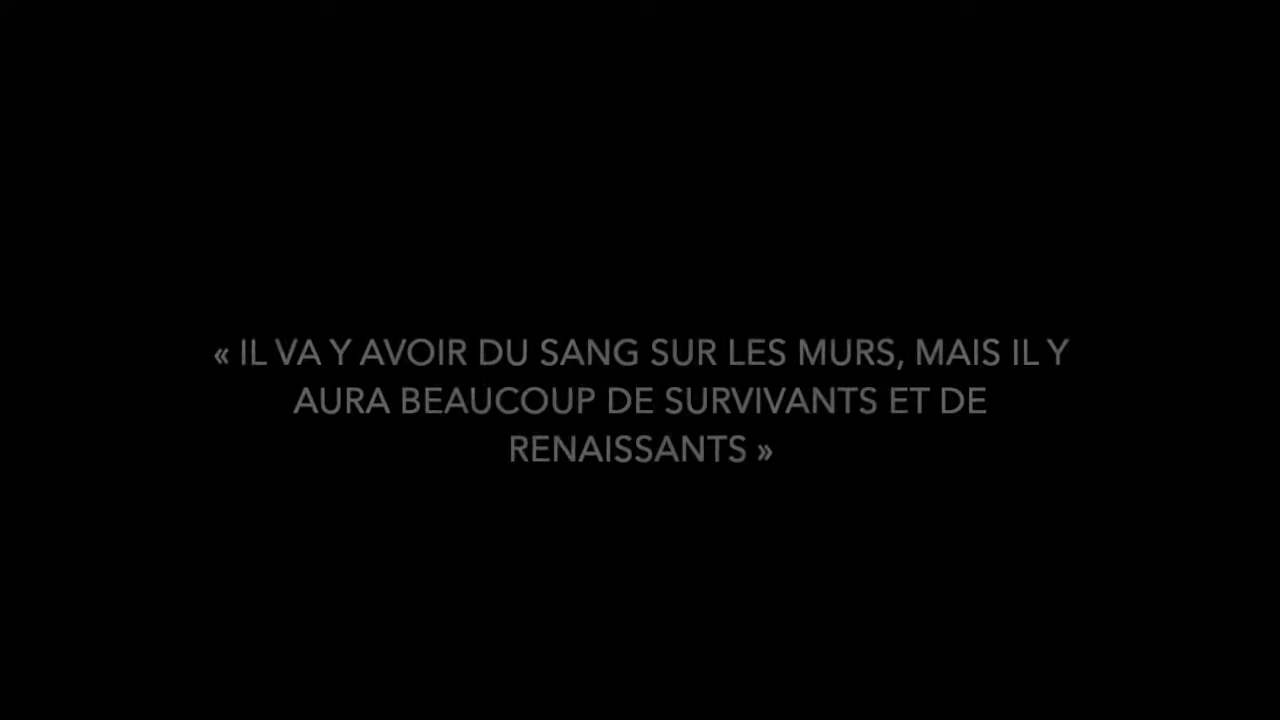 « IL VA Y AVOIR DU SANG SUR LES MURS, MAIS IL Y
AURA BEAUCOUP DE SURVIVANTS ET DE
RENAISSANTS »